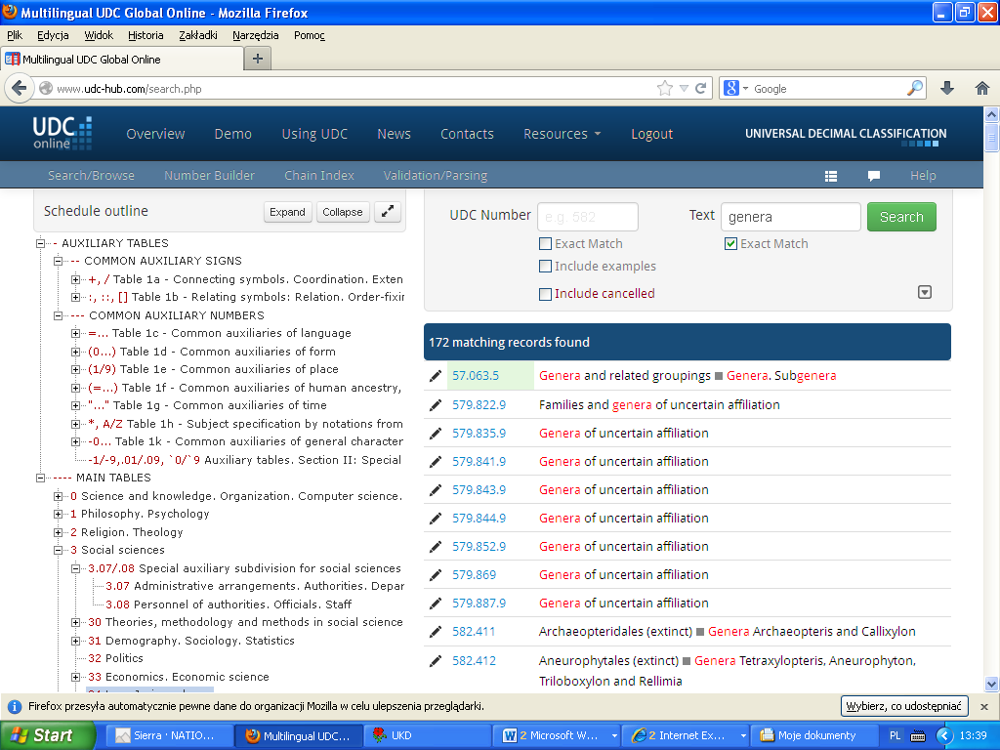 Multilingual UDC Global Online - Mozilla Firefox
Plik Edycja Widok Historia Zakładki Narzędzia Pomoc
Multilingual UDC Global Online
www.udc-hub.com/search.php
Google
UDC online
Overview Demo Using UDC News Contacts Resources Logout
UNIVERSAL DECIMAL CLASSIFICATION
Search/Browse Number Builder Chain Index Validation/Parsing Help
Schedule outline Expand Collapse
- AUXILIARY TABLES
-- COMMON AUXILIARY SIGNS
+, / Table 1a - Connecting symbols. Coordination. Exten
:, ::, [] Table 1b - Relating symbols: Relation. Order-fixir
--- COMMON AUXILIARY NUMBERS
=... Table 1c - Common auxiliaries of language
(0...) Table 1d - Common auxiliaries of form
(1/9) Table 1e - Common auxiliaries of place
(=...) Table 1f - Common auxiliaries of human ancestry,
"..." Table 1g - Common auxiliaries of time
*, A/Z Table 1h - Subject specification by notations from
-0... Table 1k - Common auxiliaries of general character
-1/-9,.01/.09, `0/`9 Auxiliary tables. Section II: Special
---- MAIN TABLES
0 Science and knowledge. Organization. Computer science.
1 Philosophy. Psychology
2 Religion. Theology
3 Social sciences
3.07/.08 Special auxiliary subdivision for social sciences
3.07 Administrative arrangements. Authorities. Depar
3.08 Personnel of authorities. Officials. Staff
30 Theories, methodology and methods in social science
31 Demography. Sociology. Statistics
32 Politics
33 Economics. Economic science
UDC Number e.g. 582 Text genera Search
Exact Match Exact Match
Include examples
Include cancelled
172 matching records found
57.063.5 Genera and related groupings ■ Genera. Subgenera
579.822.9 Families and genera of uncertain affiliation
579.835.9 Genera of uncertain affiliation
579.841.9 Genera of uncertain affiliation
579.843.9 Genera of uncertain affiliation
579.844.9 Genera of uncertain affiliation
579.852.9 Genera of uncertain affiliation
579.869 Genera of uncertain affiliation
579.887.9 Genera of uncertain affiliation
582.411 Archaeopteridales (extinct) ■ Genera Archaeopteris and Callixylon
582.412 Aneurophytales (extinct) ■ Genera Tetraxylopteris, Aneurophyton,
Triloboxylon and Rellimia
Firefox przesyła automatycznie pewne dane do organizacji Mozilla w celu ulepszenia przeglądarki. Wybierz, co udostępniać
Start Sierra · NATIO... Multilingual UDC... UKD 2 Microsoft W... 2 Internet Ex... Moje dokumenty PL 13:39